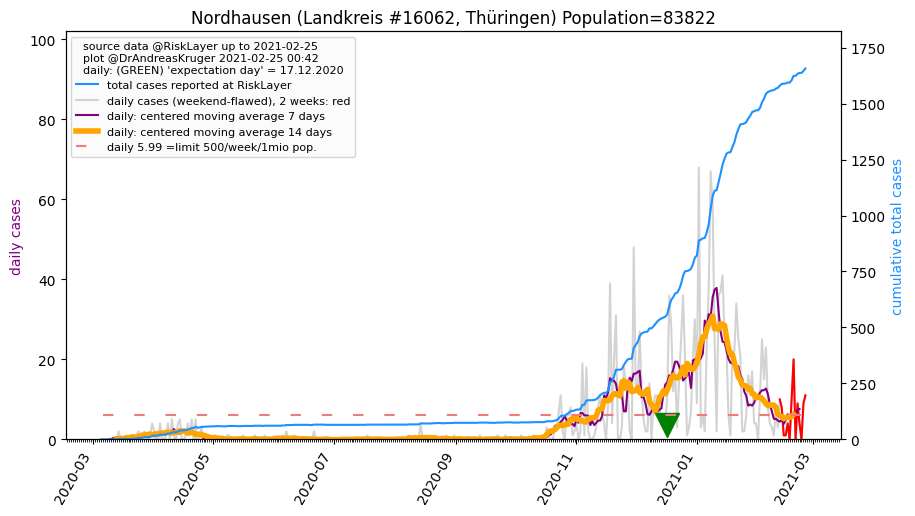 Nordhausen (Landkreis #16062, Thüringen) Population=83822
source data @RiskLayer up to 2021-02-25
plot @DrAndreasKruger 2021-02-25 00:42
daily: (GREEN) 'expectation day' = 17.12.2020
total cases reported at RiskLayer
daily cases (weekend-flawed), 2 weeks: red
daily: centered moving average 7 days
daily: centered moving average 14 days
daily 5.99 =limit 500/week/1mio pop.
daily cases
100
80
60
40
20
0
cumulative total cases
1750
1500
1250
1000
750
500
250
0
2020-03
2020-05
2020-07
2020-09
2020-11
2021-01
2021-03